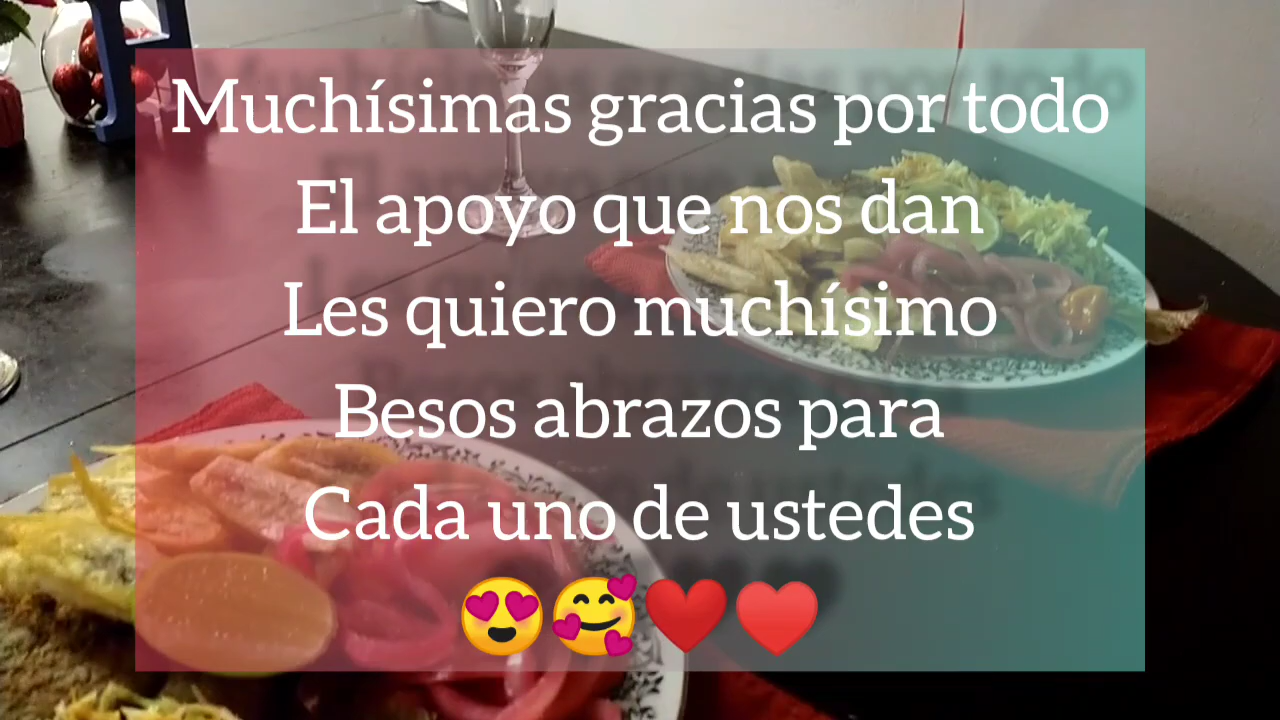 Muchísimas gracias por todo
El apoyo que nos dan
Les quiero muchísimo
Besos abrazos para
Cada uno de ustedes
😍🥰❤️♥️